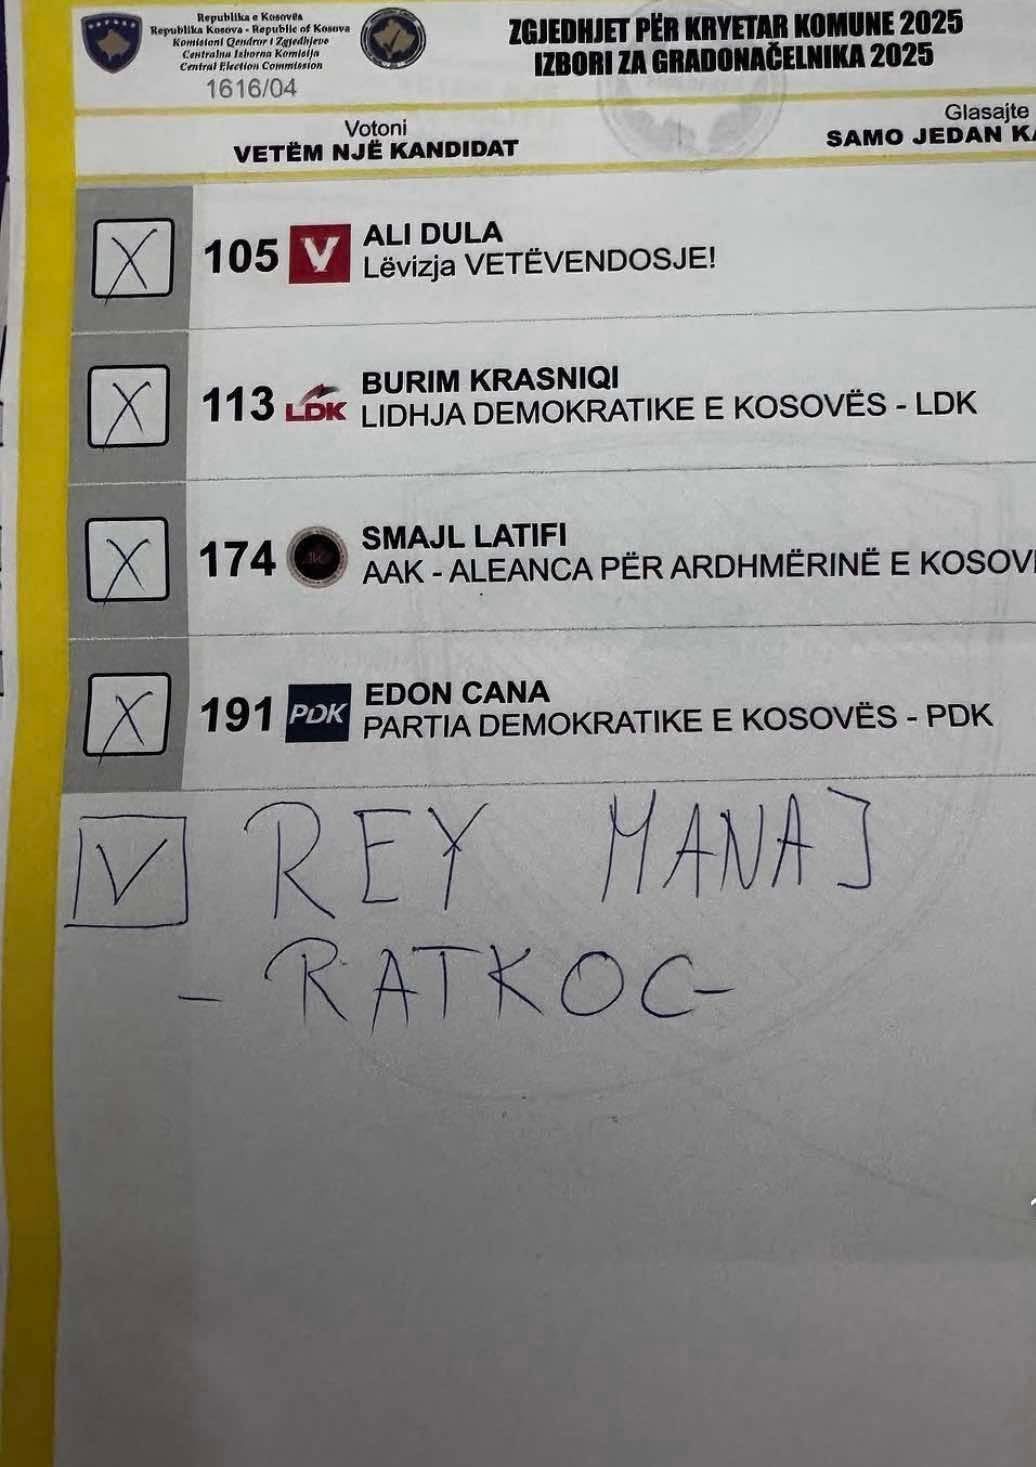 Republika e Kosovës
Republika Kosova - Republic of Kosova
Komisioni Qendror i Zgjedhjeve
Centralna Izborna Komisija
Central Election Commission
1616/04
ZGJEDHJET PËR KRYETAR KOMUNE 2025
IZBORI ZA GRADONAČELNIKA 2025
Votoni
VETËM NJË KANDIDAT
Glasajte
SAMO JEDAN KA
X 105 V ALI DULA
Lëvizja VETËVENDOSJE!
X 113 LDK BURIM KRASNIQI
LIDHJA DEMOKRATIKE E KOSOVËS - LDK
X 174 SMAJL LATIFI
AAK - ALEANCA PËR ARDHMËRINË E KOSOV
X 191 PDK EDON CANA
PARTIA DEMOKRATIKE E KOSOVËS - PDK
V REY MANAJ
- RATKOC -